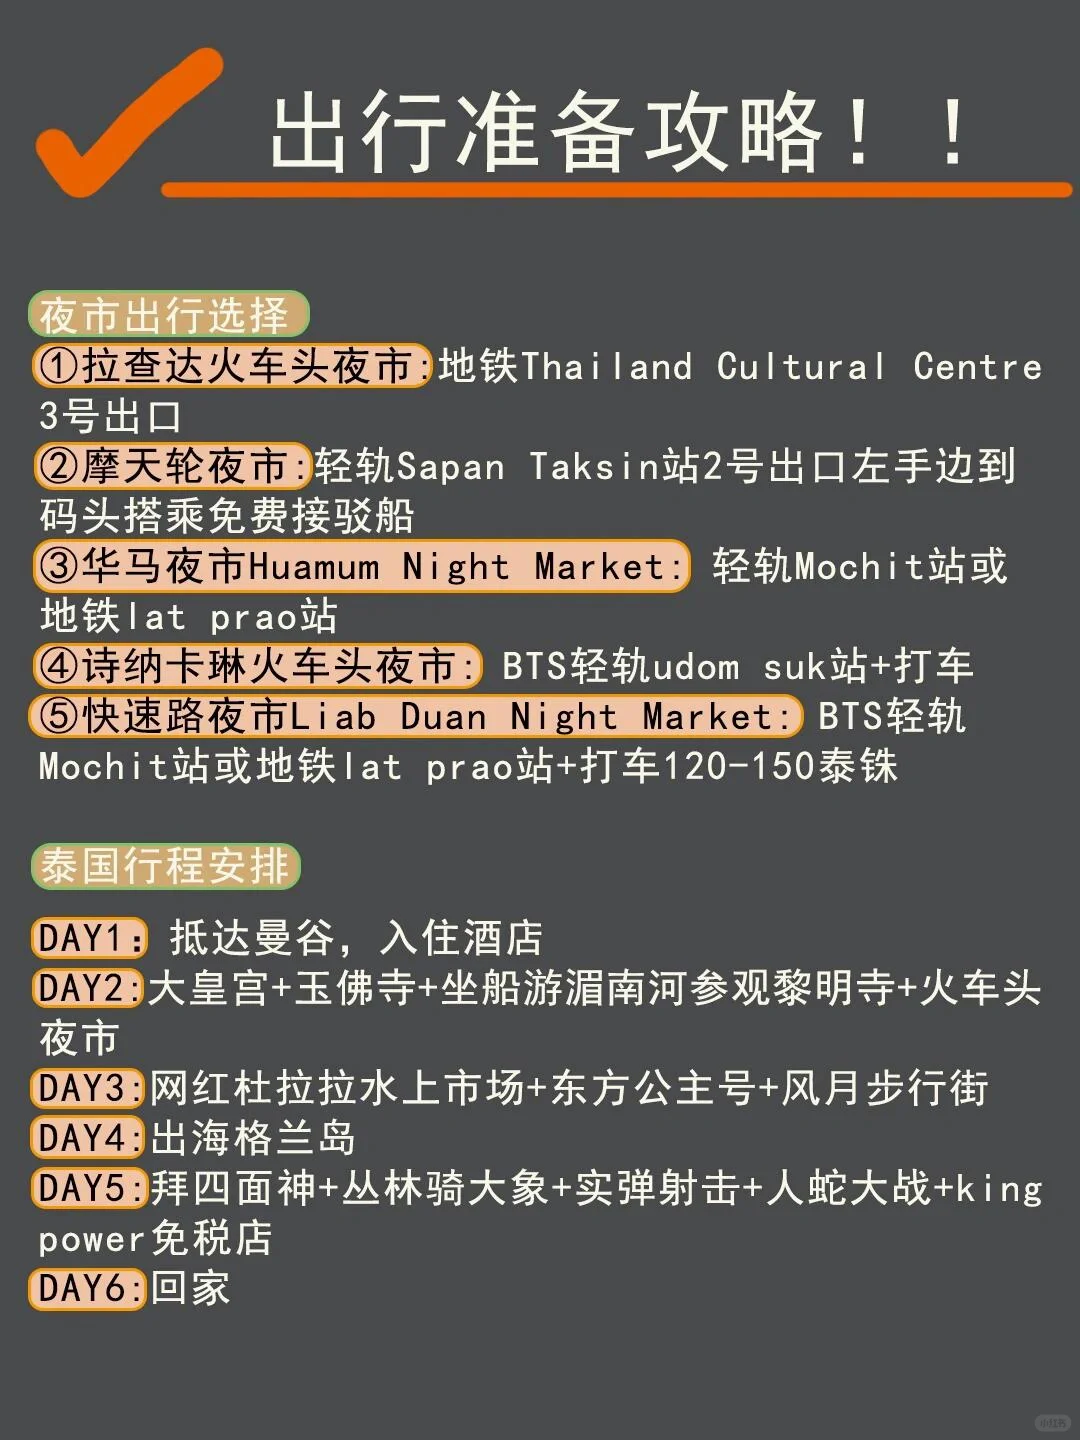 出行准备攻略！！
夜市出行选择
①拉查达火车头夜市:地铁Thailand Cultural Centre
3号出口
②摩天轮夜市:轻轨Sapan Taksin站2号出口左手边到
码头搭乘免费接驳船
③华马夜市Huamum Night Market: 轻轨Mochit站或
地铁lat prao站
④诗纳卡琳火车头夜市: BTS轻轨udom suk站+打车
⑤快速路夜市Liab Duan Night Market: BTS轻轨
Mochit站或地铁lat prao站+打车120-150泰铢
泰国行程安排
DAY1：抵达曼谷，入住酒店
DAY2:大皇宫+玉佛寺+坐船游湄南河参观黎明寺+火车头
夜市
DAY3:网红杜拉拉水上市场+东方公主号+风月步行街
DAY4:出海格兰岛
DAY5:拜四面神+丛林骑大象+实弹射击+人蛇大战+king
power免税店
DAY6:回家
小红书